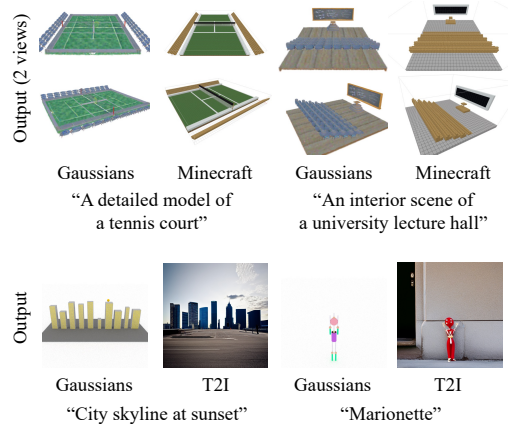 Output (2 views)
Gaussians Minecraft Gaussians Minecraft
“A detailed model of
a tennis court”
“An interior scene of
a university lecture hall”
Output
Gaussians T2I Gaussians T2I
“City skyline at sunset” “Marionette”